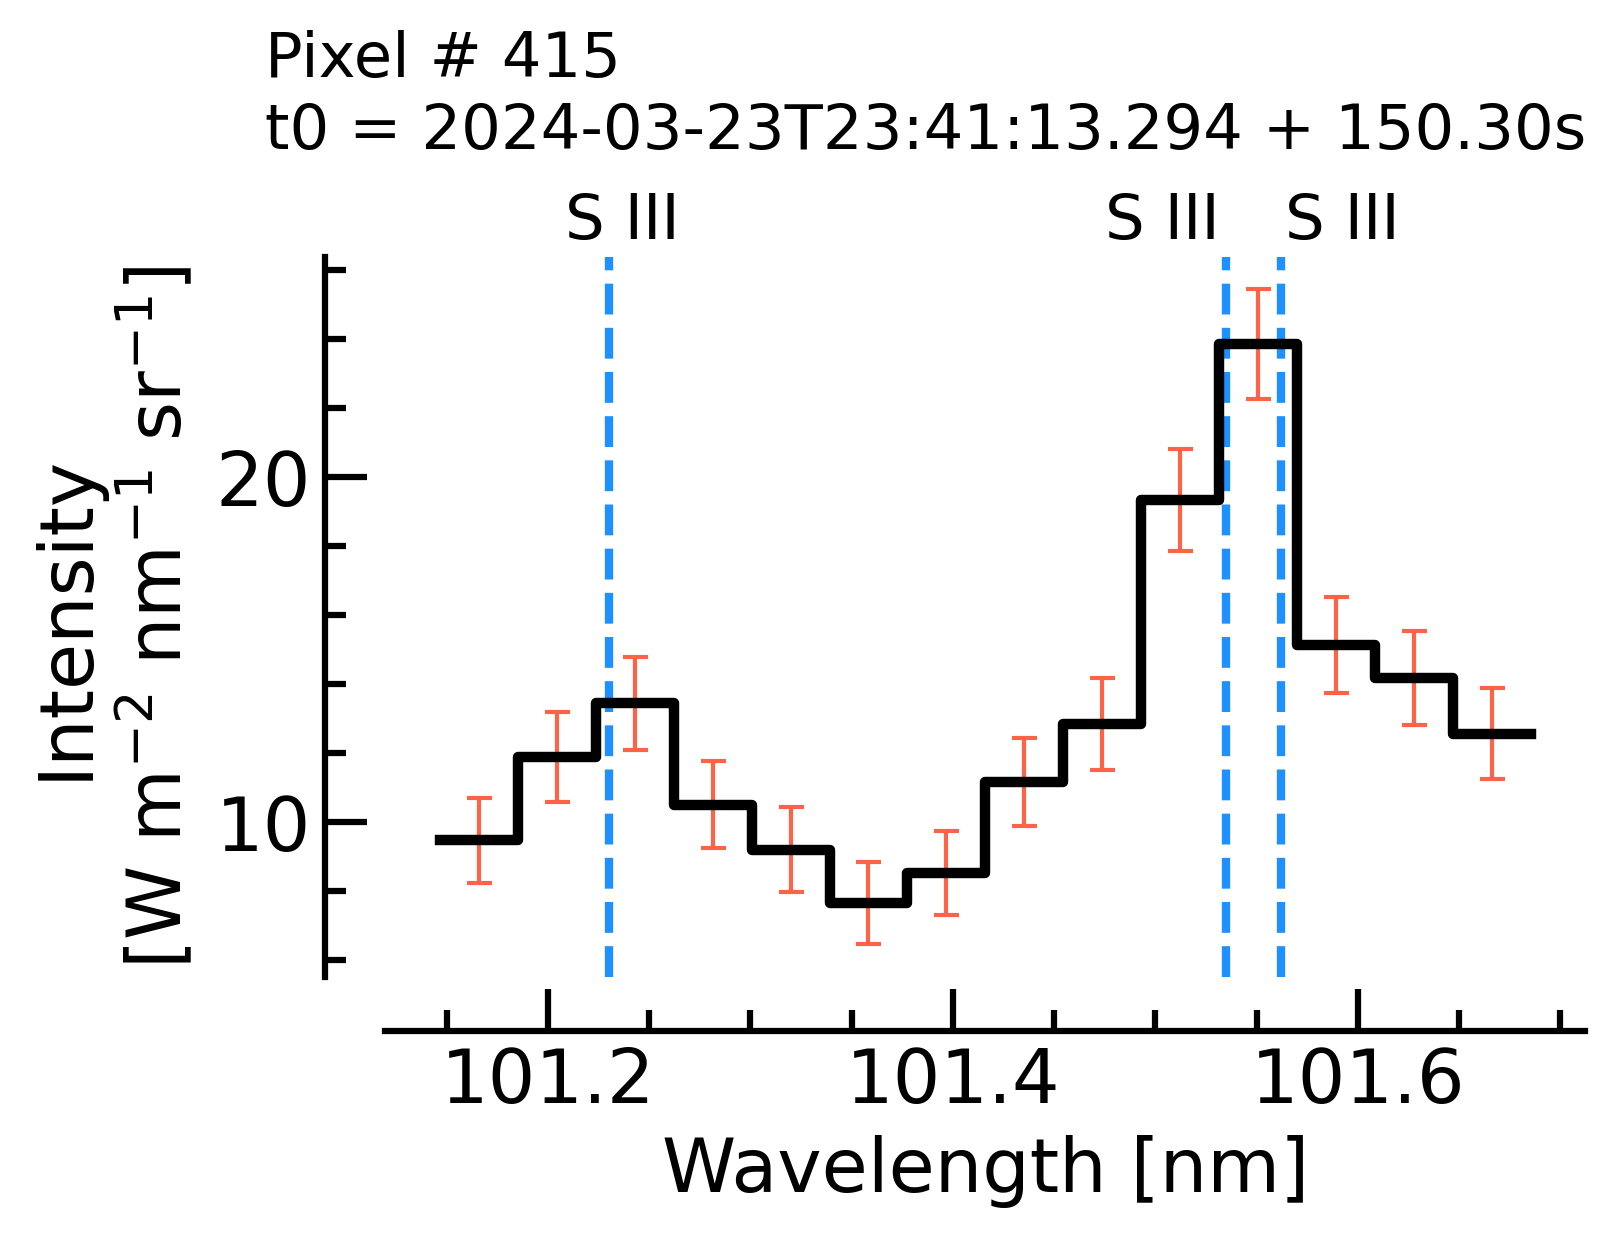 Pixel # 415
t0 = 2024-03-23T23:41:13.294 + 150.30s
S III S III S III
Intensity
[W m⁻² nm⁻¹ sr⁻¹]
20
10
101.2 101.4 101.6
Wavelength [nm]